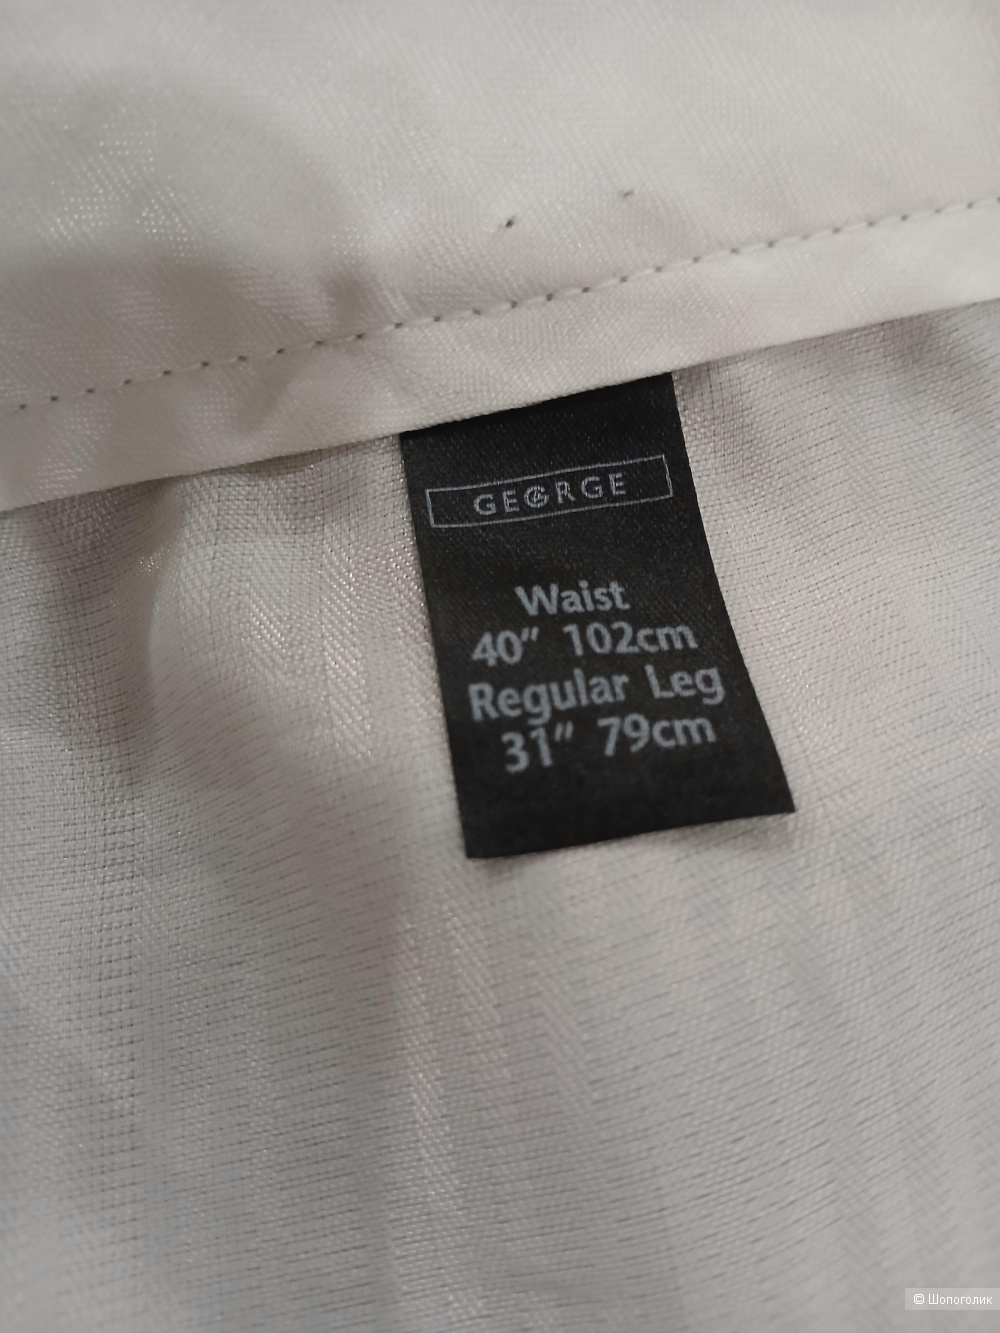 GEORGE
Waist
40" 102cm
Regular Leg
31" 79cm
© Шопоголик